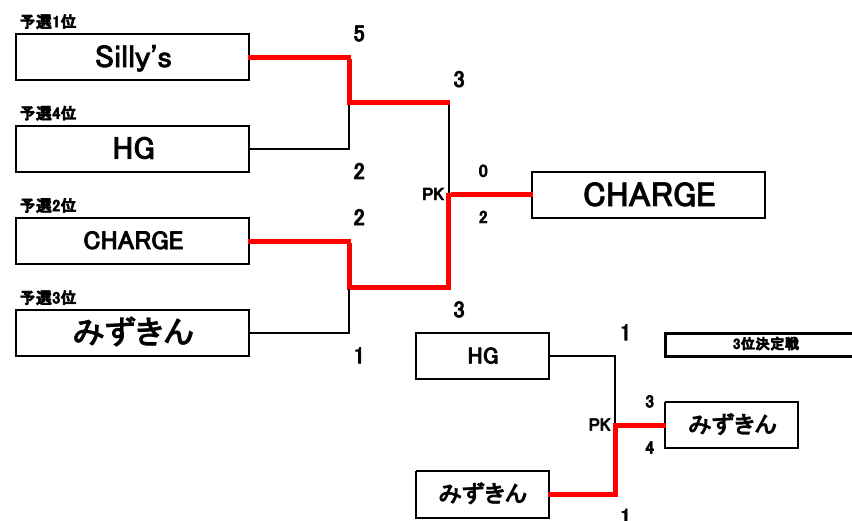 予選1位
5
Silly's
3
予選4位
HG
2
0
予選2位
PK
CHARGE
2
2
CHARGE
予選3位
3
みずきん
1
1
3位決定戦
HG
3
PK
みずきん
4
みずきん
1